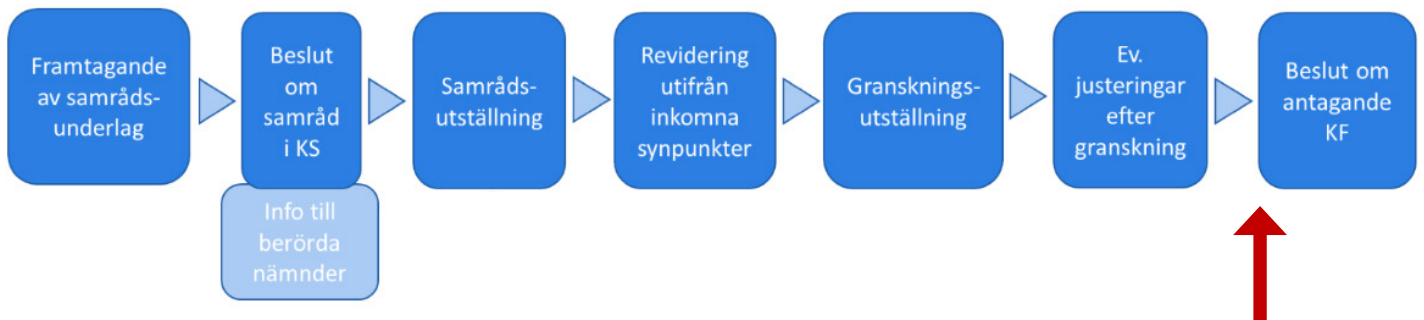 Framtagande
av samråds-
underlag
Beslut
om
samråd
i KS
Info till
berörda
nämnder
Samråds-
utställning
Revidering
utifrån
inkomna
synpunkter
Gransknings-
utställning
Ev.
justeringar
efter
granskning
Beslut om
antagande
KF